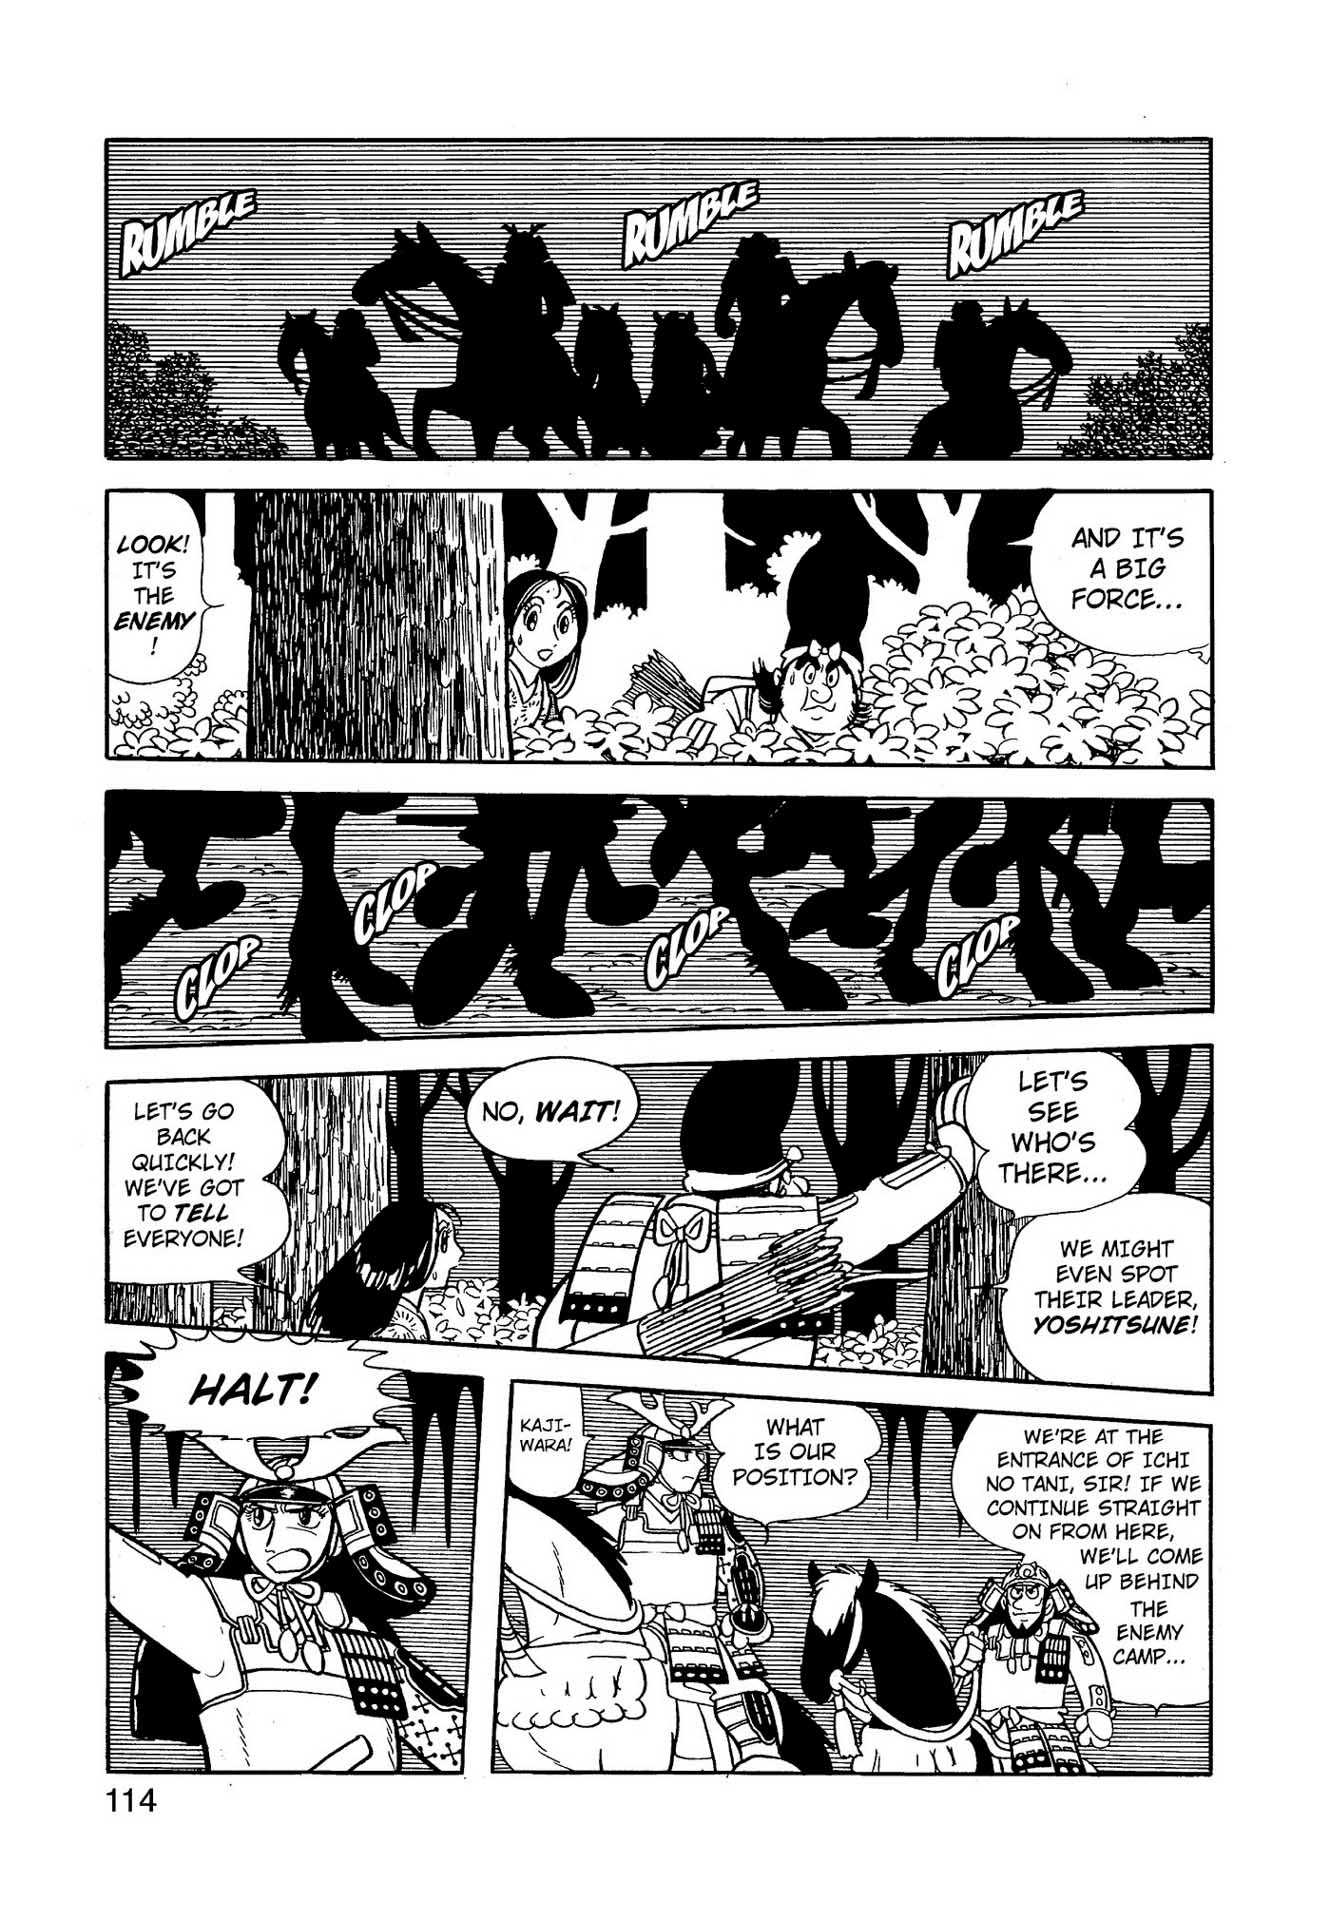 RUMBLE
RUMBLE
RUMBLE
LOOK!
IT'S
THE
ENEMY
!
AND IT'S
A BIG
FORCE...
CLOP
CLOP
CLOP
CLOP
LET'S GO
BACK
QUICKLY!
WE'VE GOT
TO TELL
EVERYONE!
NO, WAIT!
LET'S
SEE
WHO'S
THERE...
WE MIGHT
EVEN SPOT
THEIR LEADER,
YOSHITSUNE!
HALT!
KAJI-
WARA!
WHAT
IS OUR
POSITION?
WE'RE AT THE
ENTRANCE OF ICHI
NO TANI, SIR! IF WE
CONTINUE STRAIGHT
ON FROM HERE,
WE'LL COME
UP BEHIND
THE
ENEMY
CAMP...
114